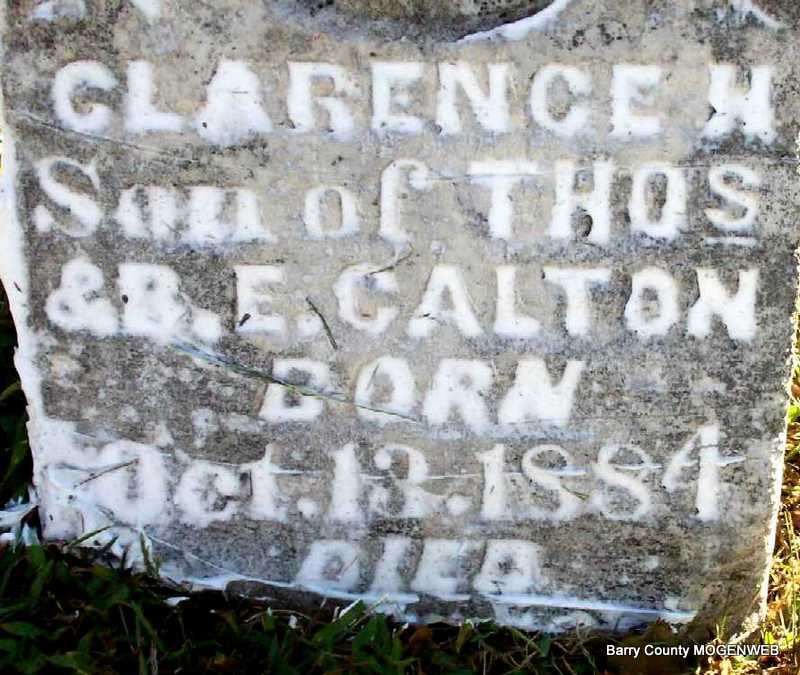 CLARENCE H
Son of THOS
& B. E. CALTON
BORN
Oct. 13. 1884
DIED
Barry County MOGENWEB